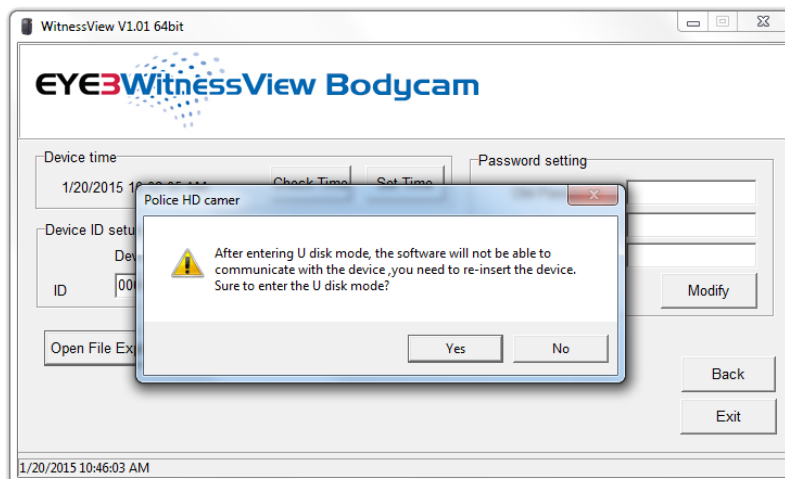 WitnessView V1.01 64bit
EYE3WitnessView Bodycam
Device time
1/20/2015
Check Time
Set Time
Password setting
Police HD camer
After entering U disk mode, the software will not be able to
communicate with the device ,you need to re-insert the device.
Sure to enter the U disk mode?
Yes
No
Device ID setu
Dev
ID
00
Modify
Open File Exp
Back
Exit
1/20/2015 10:46:03 AM